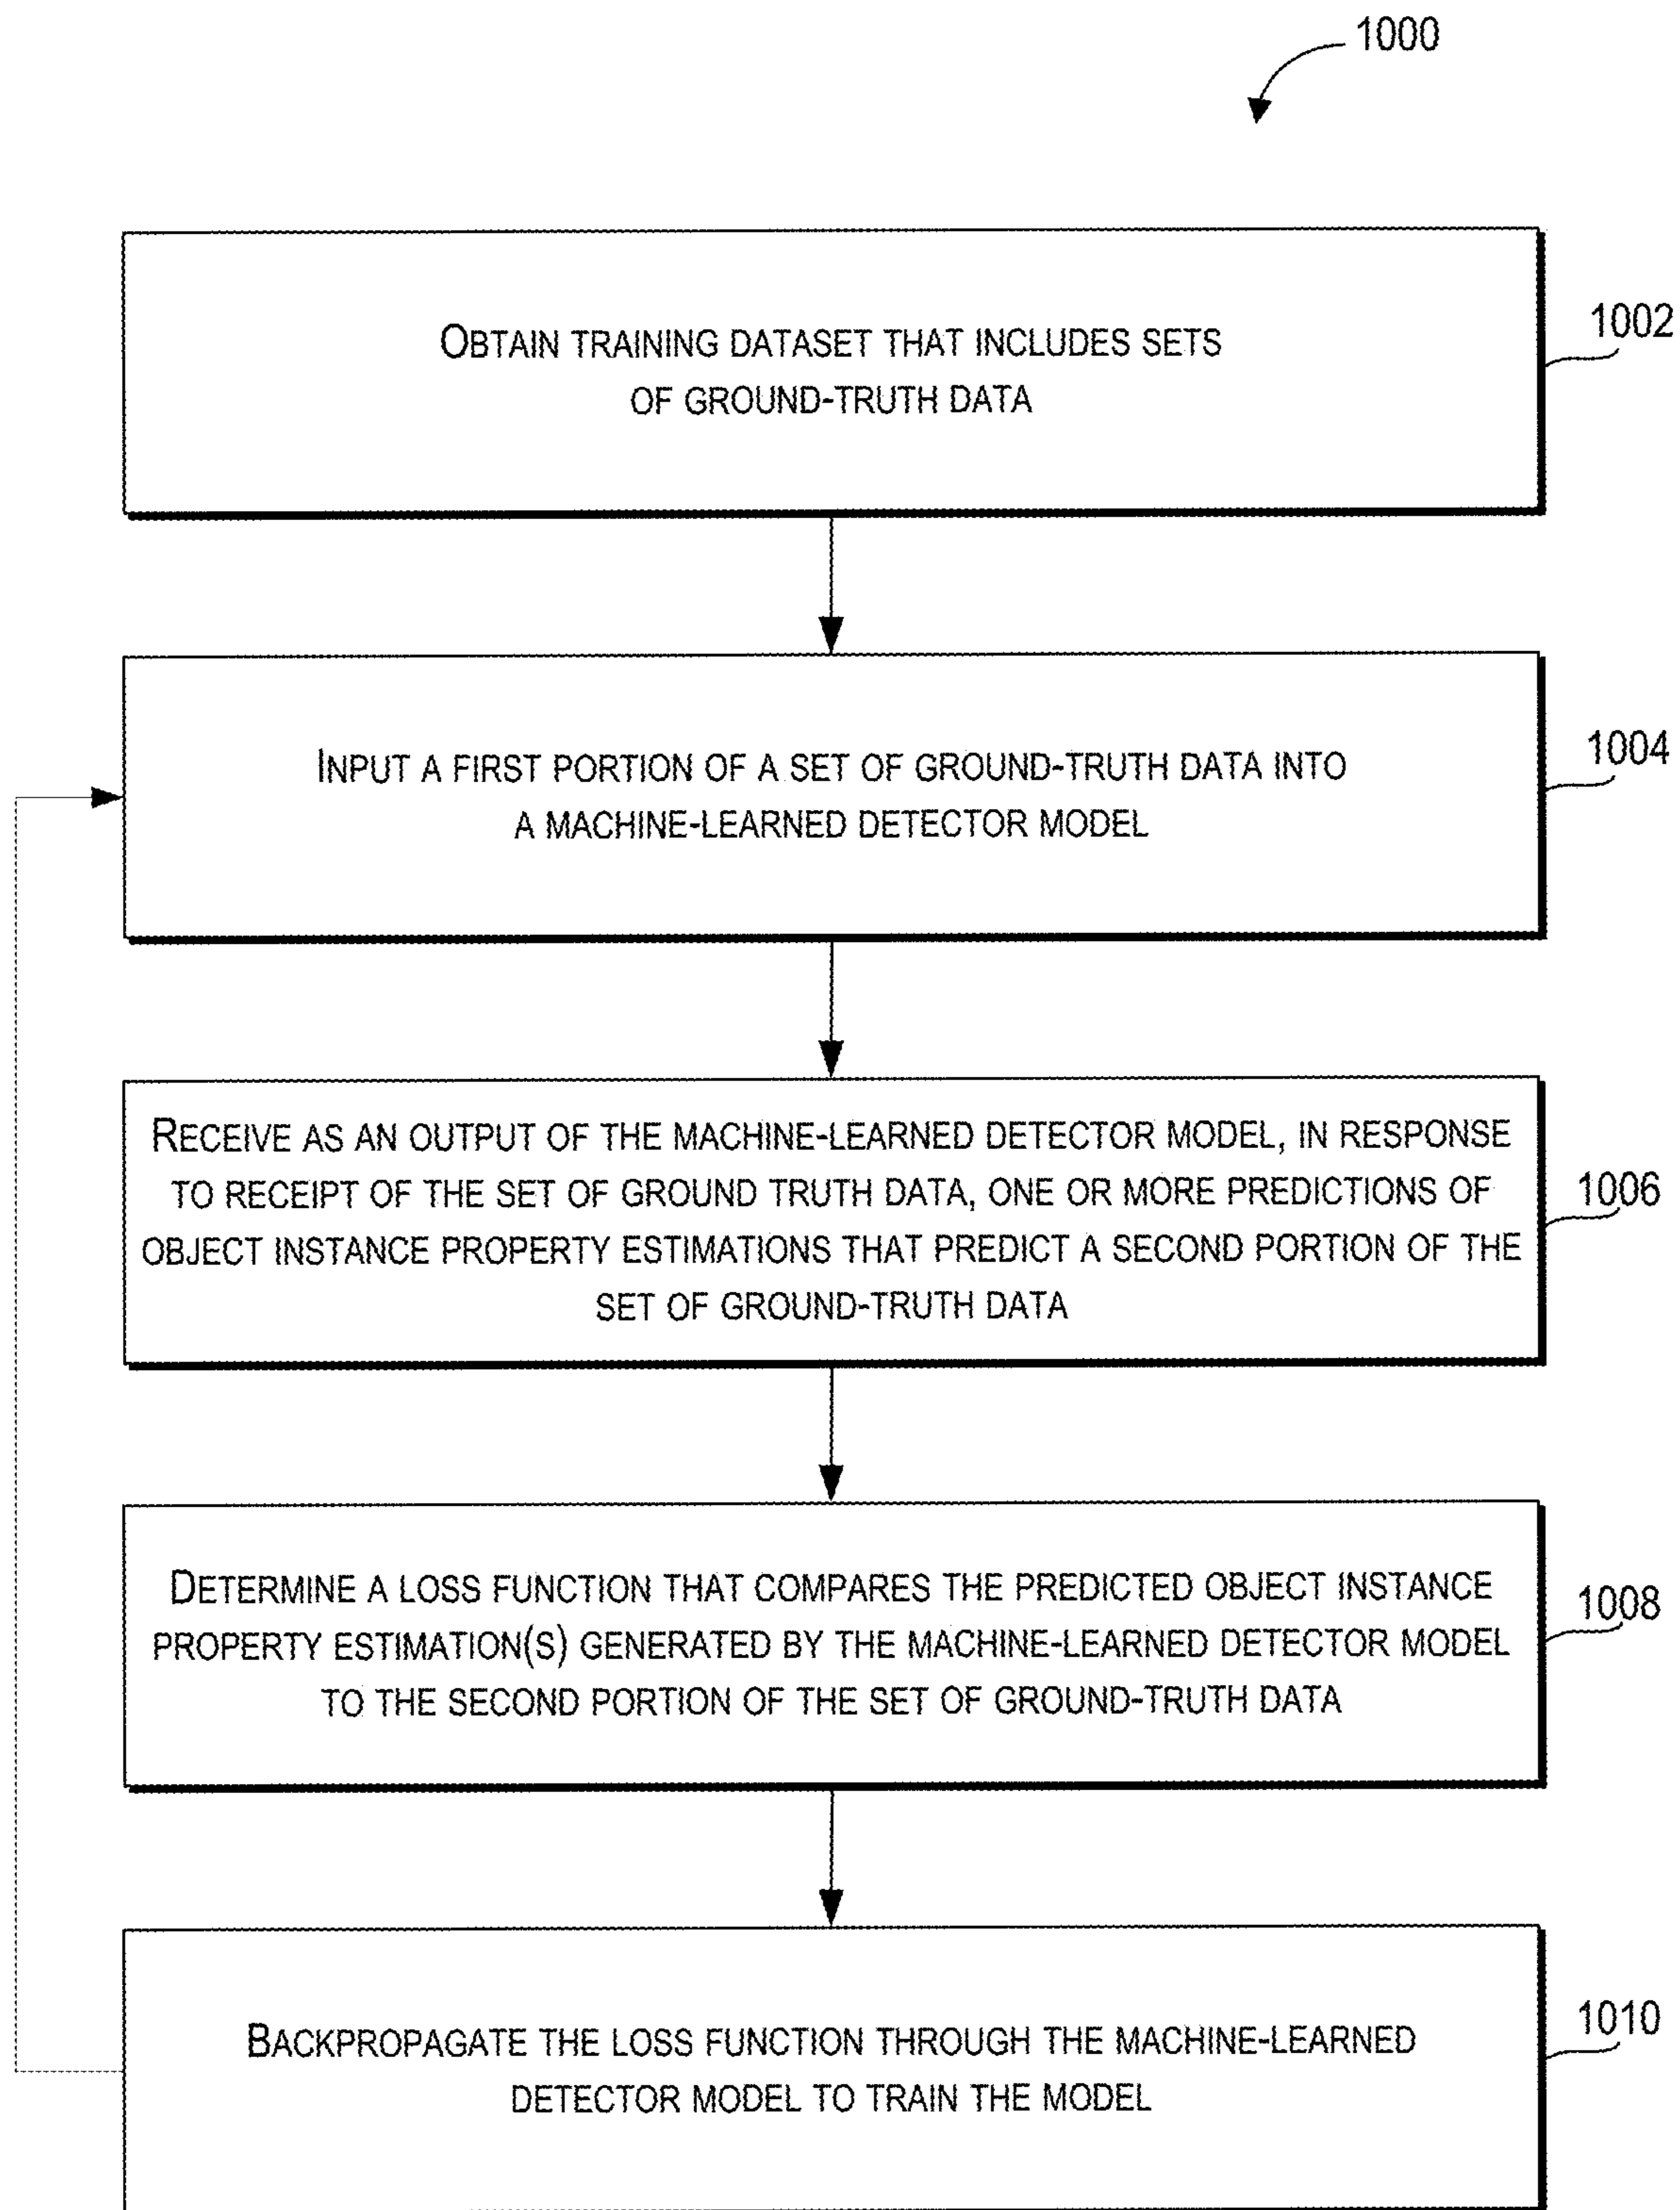 1000
OBTAIN TRAINING DATASET THAT INCLUDES SETS
OF GROUND-TRUTH DATA
1002
INPUT A FIRST PORTION OF A SET OF GROUND-TRUTH DATA INTO
A MACHINE-LEARNED DETECTOR MODEL
1004
RECEIVE AS AN OUTPUT OF THE MACHINE-LEARNED DETECTOR MODEL, IN RESPONSE
TO RECEIPT OF THE SET OF GROUND TRUTH DATA, ONE OR MORE PREDICTIONS OF
OBJECT INSTANCE PROPERTY ESTIMATIONS THAT PREDICT A SECOND PORTION OF THE
SET OF GROUND-TRUTH DATA
1006
DETERMINE A LOSS FUNCTION THAT COMPARES THE PREDICTED OBJECT INSTANCE
PROPERTY ESTIMATION(S) GENERATED BY THE MACHINE-LEARNED DETECTOR MODEL
TO THE SECOND PORTION OF THE SET OF GROUND-TRUTH DATA
1008
BACKPROPAGATE THE LOSS FUNCTION THROUGH THE MACHINE-LEARNED
DETECTOR MODEL TO TRAIN THE MODEL
1010